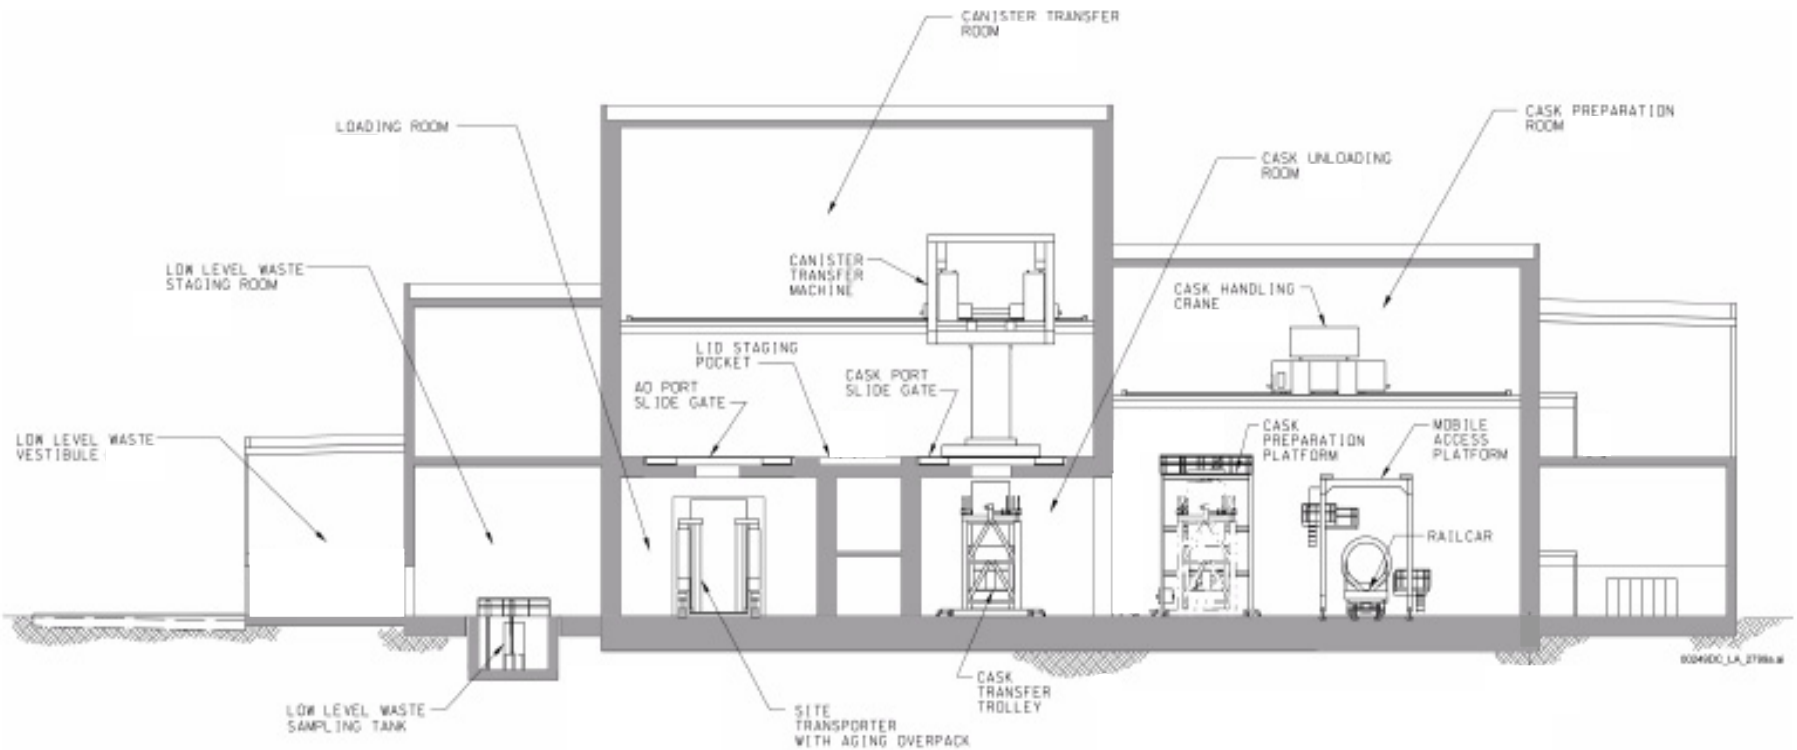 CANISTER TRANSFER
ROOM
LOADING ROOM
CASK PREPARATION
ROOM
CASK UNLOADING
ROOM
LOW LEVEL WASTE
STAGING ROOM
CANISTER
TRANSFER
MACHINE
CASK HANDLING
CRANE
LID STAGING
POCKET
AO PORT
SLIDE GATE
CASK PORT
SLIDE GATE
LOW LEVEL WASTE
VESTIBULE
CASK
PREPARATION
PLATFORM
MOBILE
ACCESS
PLATFORM
RAILCAR
LOW LEVEL WASTE
SAMPLING TANK
SITE
TRANSPORTER
WITH AGING OVERPACK
CASK
TRANSFER
TROLLEY